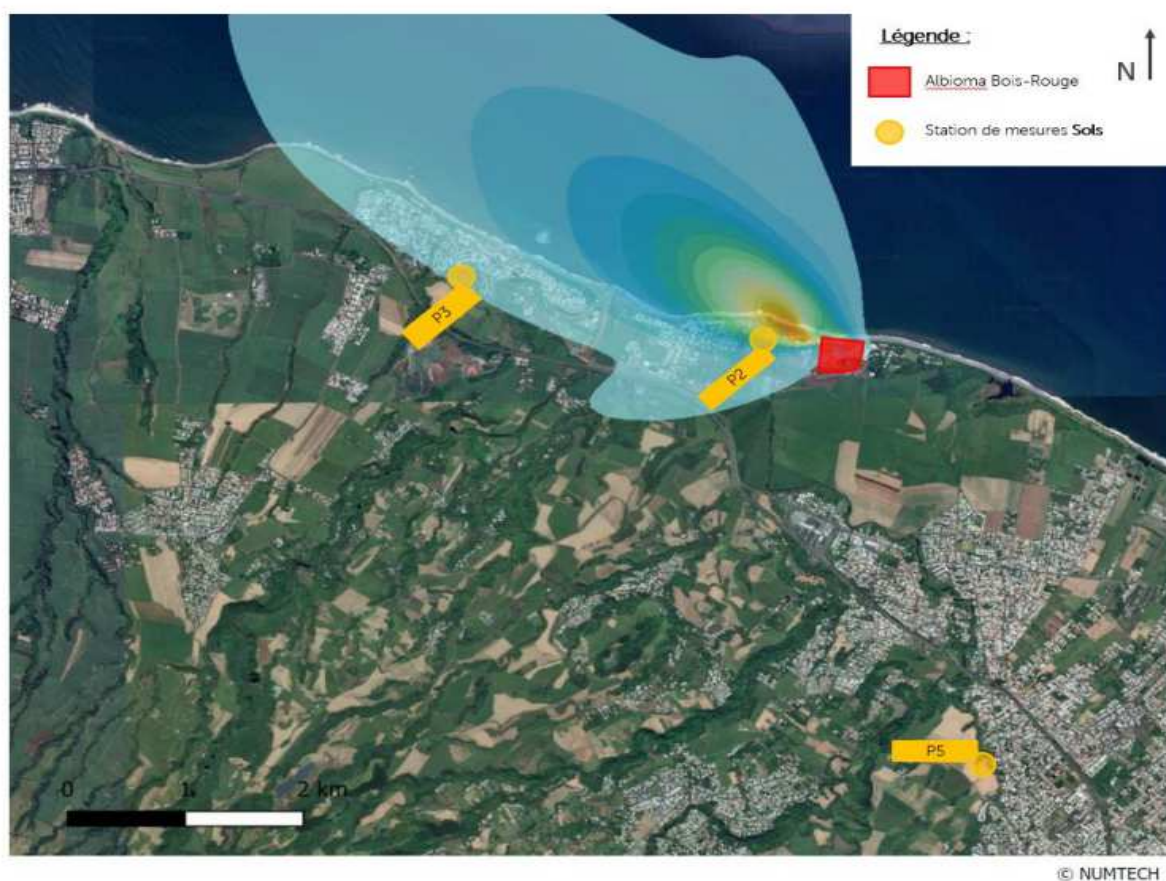 Légende :
N
Albioma Bois-Rouge
Station de mesures Sols
P3
P2
P5
0 1 2 km
© NUMTECH